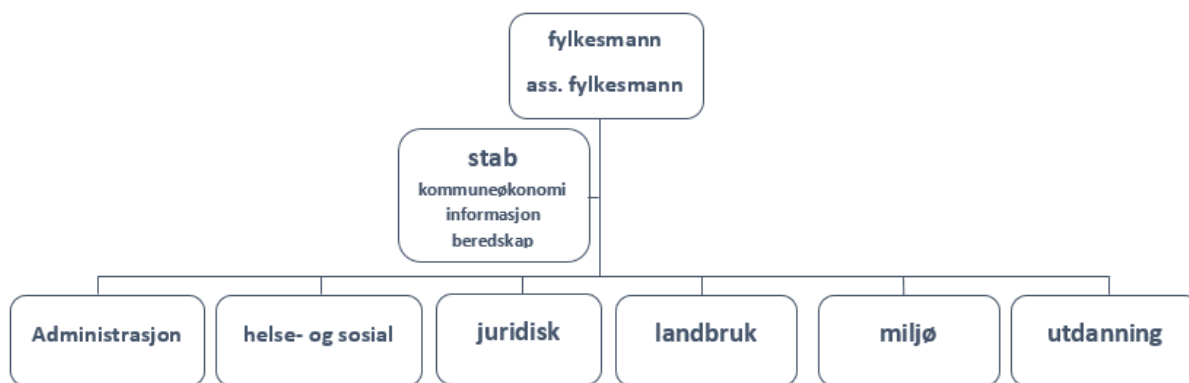 fylkesmann
ass. fylkesmann
stab
kommuneøkonomi
informasjon
beredskap
Administrasjon
helse- og sosial
juridisk
landbruk
miljø
utdanning